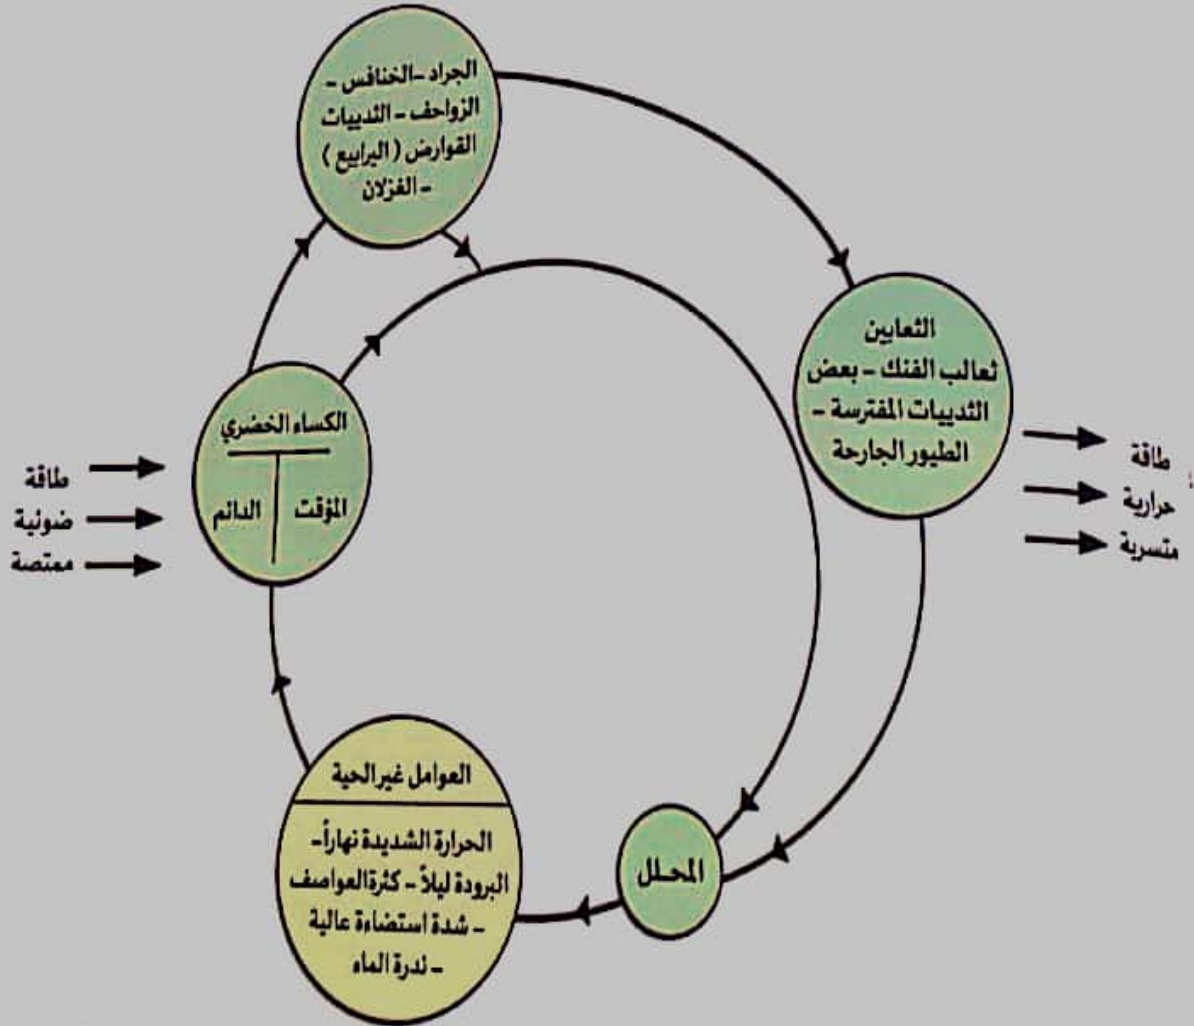 الجراد – الخنافس –
الزواحف – الثدييات
القوارض ( اليرابيع )
– الغزلان
الثعابين
ثعالب الفنك – بعض
الثدييات المفترسة –
الطيور الجارحة
الكساء الخضري
المؤقت
الدائم
طاقة
ضوئية
ممتصة
طاقة
حرارية
متسربة
العوامل غير الحية
الحرارة الشديدة نهاراً –
البرودة ليلاً – كثرة العواصف
– شدة استضاءة عالية
– ندرة الماء
المحلل